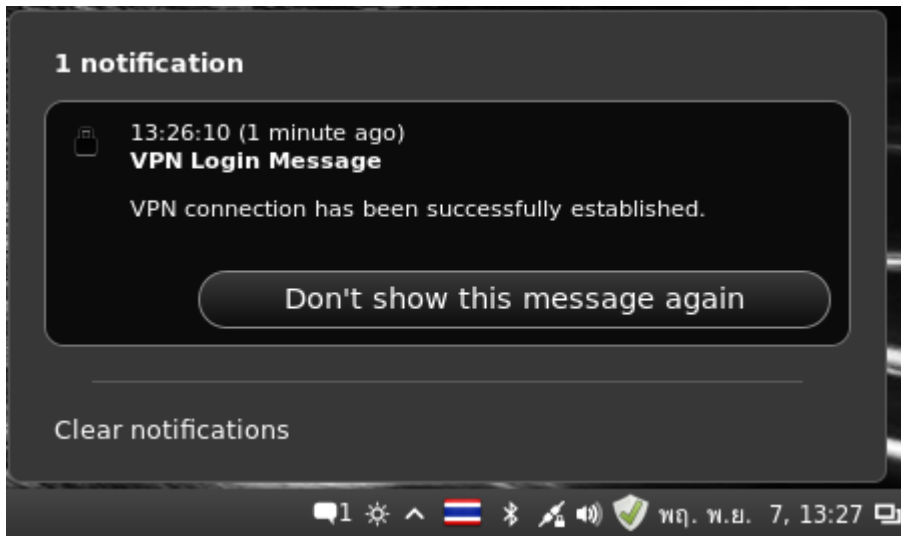 1 notification
13:26:10 (1 minute ago)
VPN Login Message
VPN connection has been successfully established.
Don't show this message again
Clear notifications
1 พฤ. พ.ย. 7, 13:27